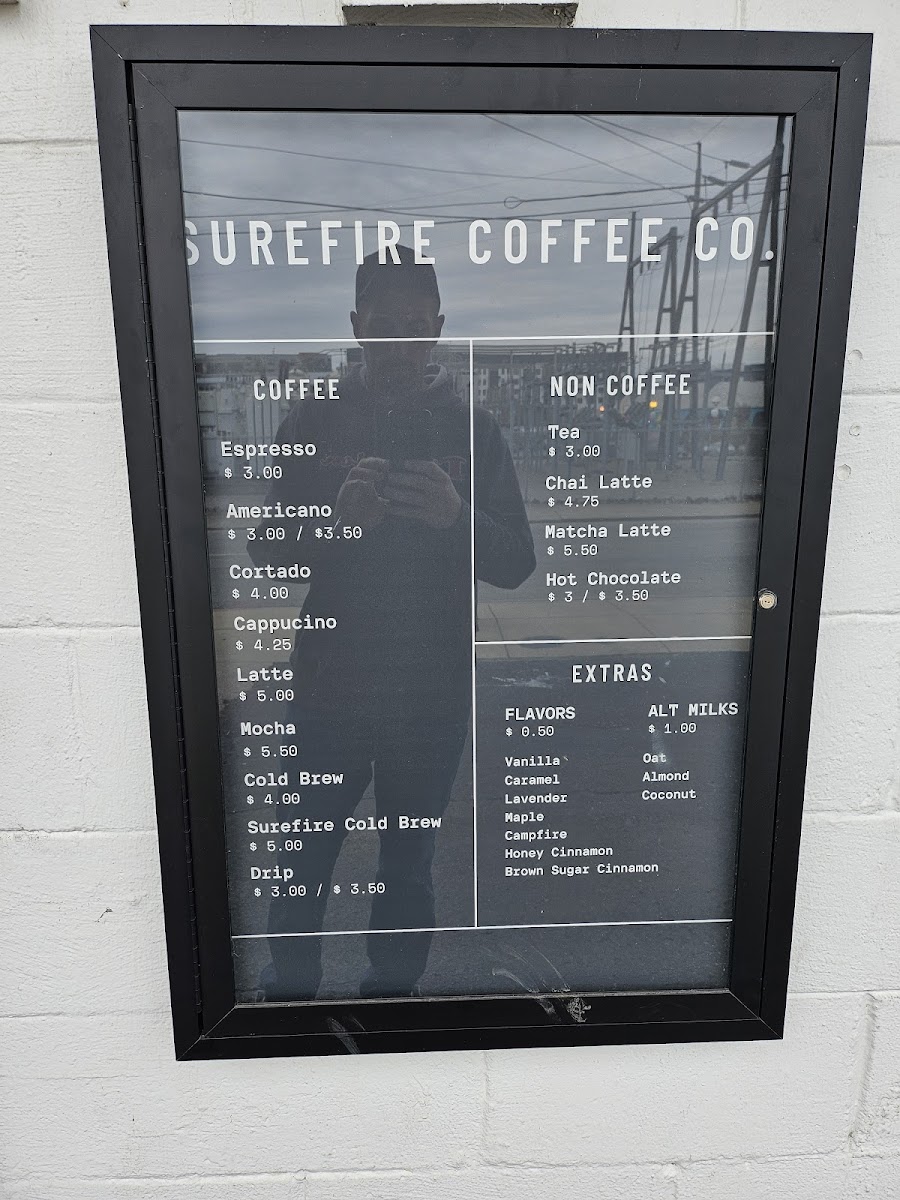 SUREFIRE COFFEE CO.
COFFEE
Espresso
$ 3.00
Americano
$ 3.00 / $3.50
Cortado
$ 4.00
Cappucino
$ 4.25
Latte
$ 5.00
Mocha
$ 5.50
Cold Brew
$ 4.00
Surefire Cold Brew
$ 5.00
Drip
$ 3.00 / $ 3.50
NON COFFEE
Tea
$ 3.00
Chai Latte
$ 4.75
Matcha Latte
$ 5.50
Hot Chocolate
$ 3 / $ 3.50
EXTRAS
FLAVORS
$ 0.50
Vanilla
Caramel
Lavender
Maple
Campfire
Honey Cinnamon
Brown Sugar Cinnamon
ALT MILKS
$ 1.00
Oat
Almond
Coconut